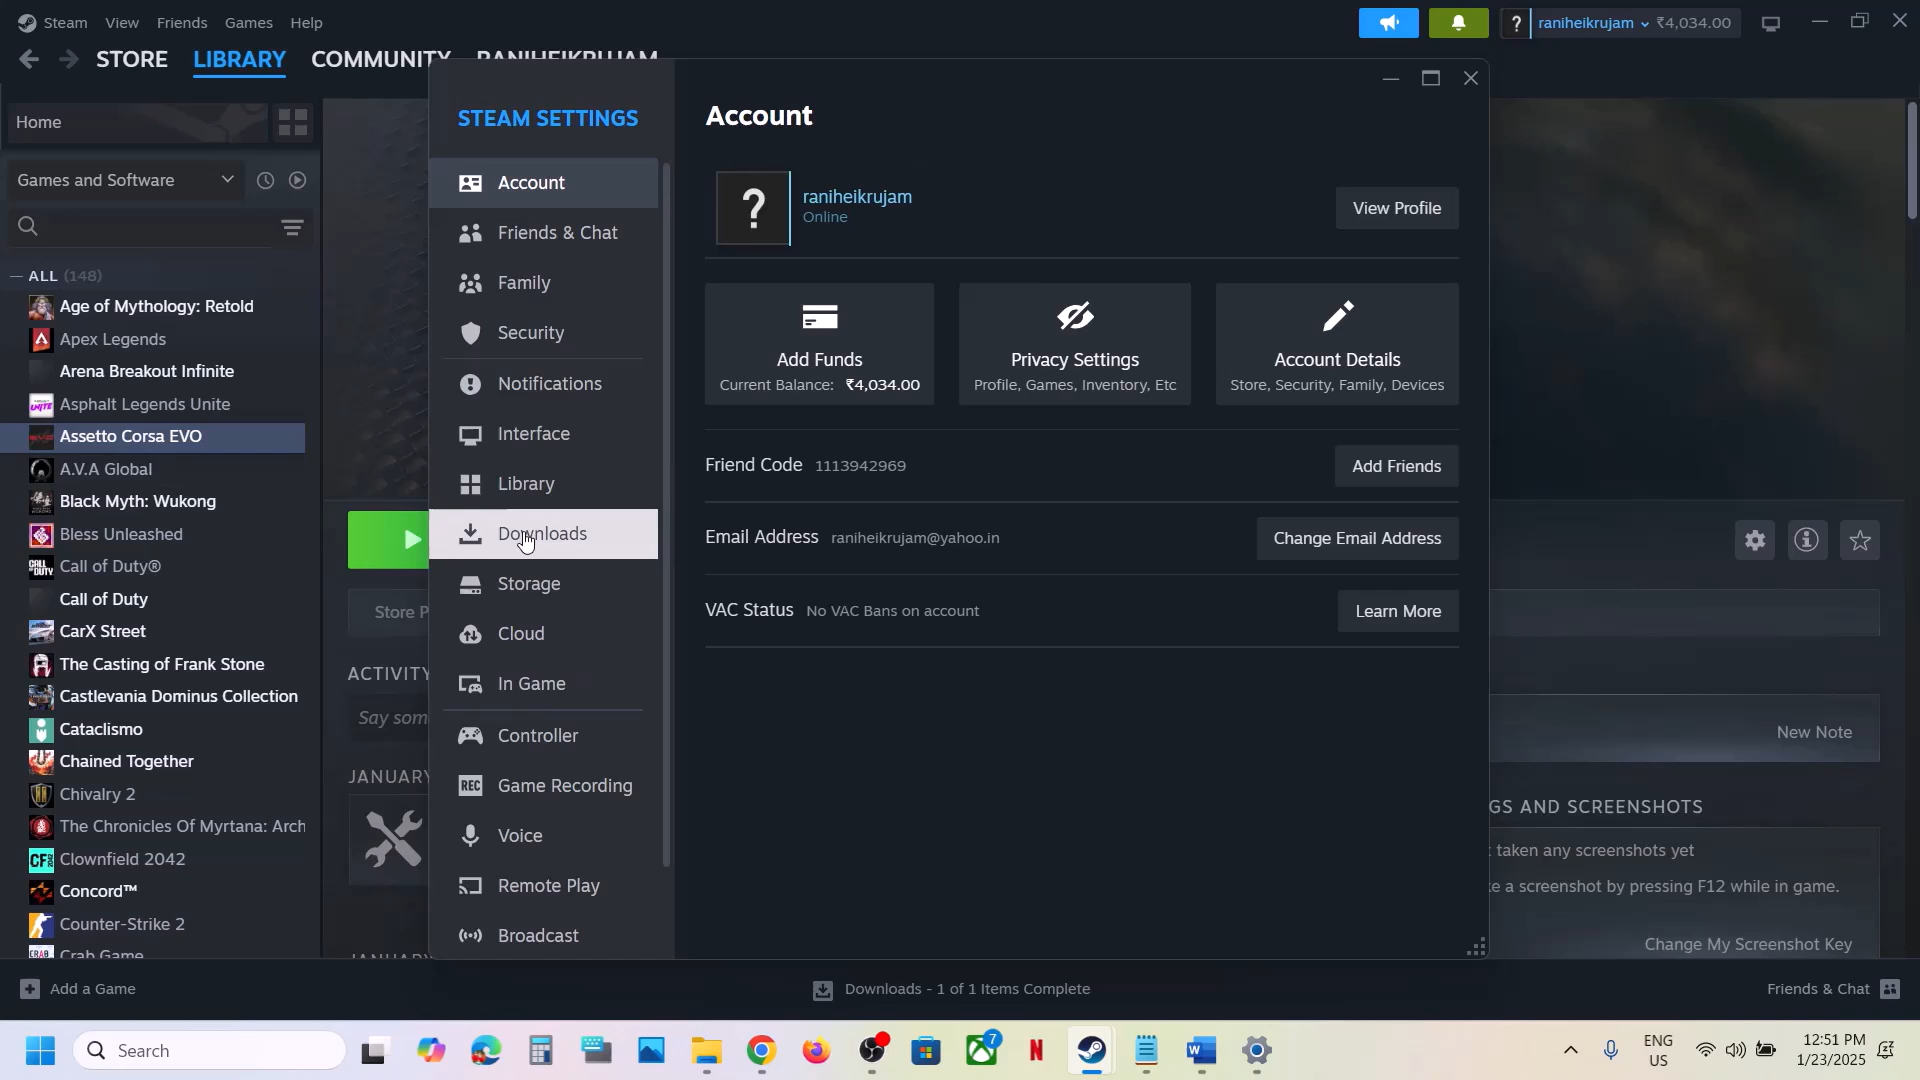 Steam View Friends Games Help
? raniheikrujam ₹4,034.00
STORE LIBRARY COMMUNITY RANIHEIKRUJAM
Home
Games and Software
ALL (148)
Age of Mythology: Retold
Apex Legends
Arena Breakout Infinite
Asphalt Legends Unite
Assetto Corsa EVO
A.V.A Global
Black Myth: Wukong
Bless Unleashed
Call of Duty®
Call of Duty
CarX Street
The Casting of Frank Stone
Castlevania Dominus Collection
Cataclismo
Chained Together
Chivalry 2
The Chronicles Of Myrtana: Arch
Clownfield 2042
Concord™
Counter-Strike 2
Crab Game
STEAM SETTINGS
Account
Friends & Chat
Family
Security
Notifications
Interface
Library
Downloads
Storage
Cloud
In Game
Controller
REC Game Recording
Voice
Remote Play
Broadcast
Account
?
raniheikrujam
Online
View Profile
Add Funds
Current Balance: ₹4,034.00
Privacy Settings
Profile, Games, Inventory, Etc
Account Details
Store, Security, Family, Devices
Friend Code 1113942969
Add Friends
Email Address raniheikrujam@yahoo.in
Change Email Address
VAC Status No VAC Bans on account
Learn More
Store P
ACTIVITY
Say som
JANUARY
JANUARY
New Note
GS AND SCREENSHOTS
t taken any screenshots yet
e a screenshot by pressing F12 while in game.
Change My Screenshot Key
Add a Game
Downloads - 1 of 1 Items Complete
Friends & Chat
Search
7
ENG
US
12:51 PM
1/23/2025